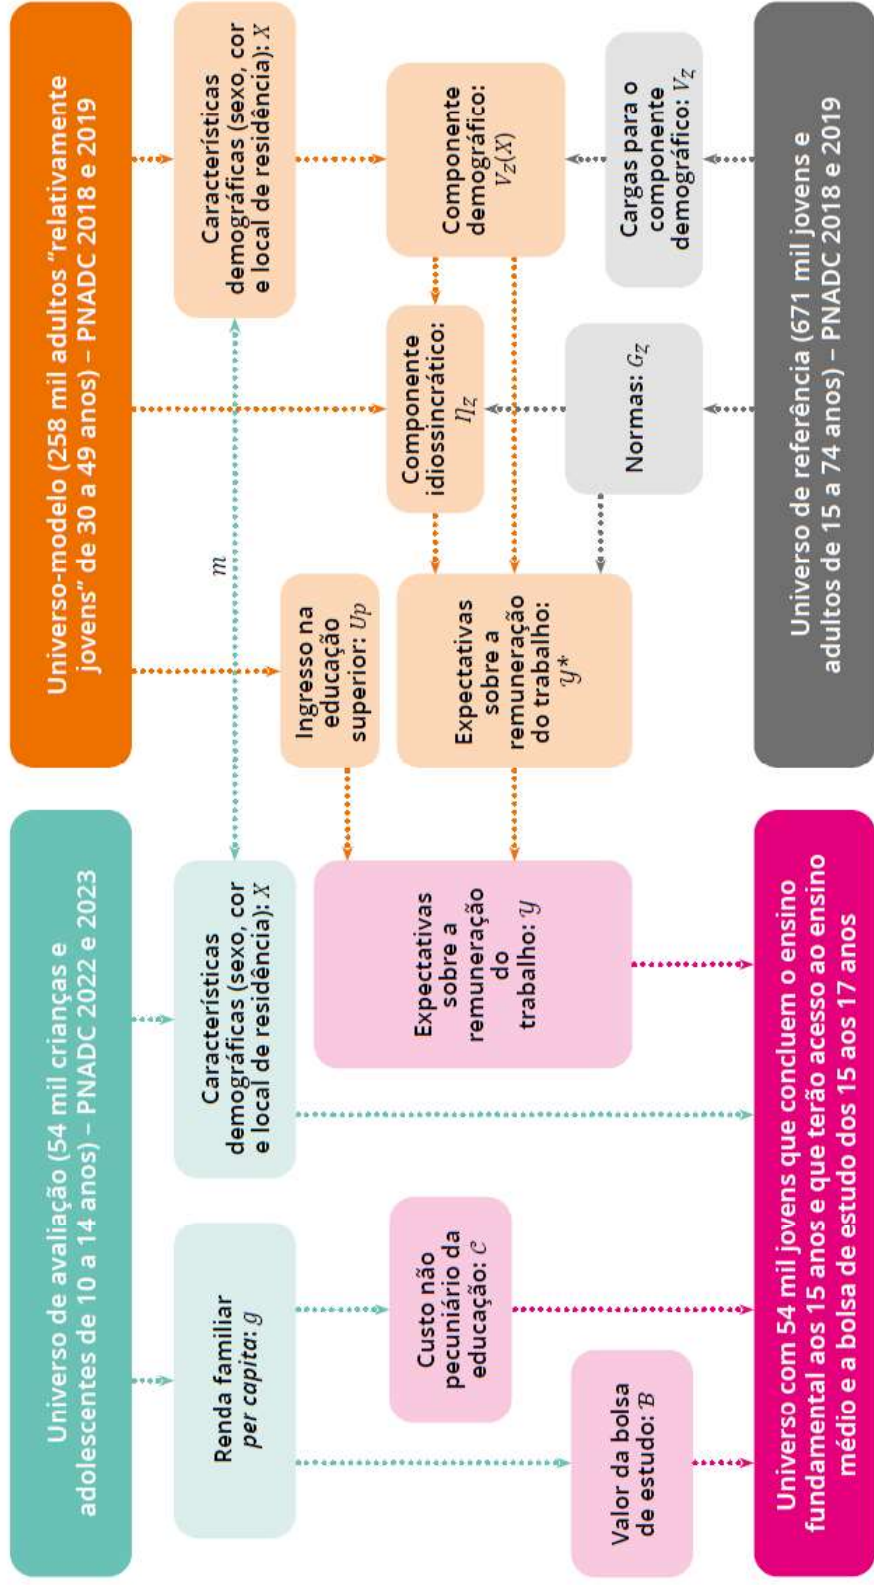 Universo de avaliação (54 mil crianças e
adolescentes de 10 a 14 anos) – PNADC 2022 e 2023
Universo-modelo (258 mil adultos “relativamente
jovens” de 30 a 49 anos) – PNADC 2018 e 2019
Renda familiar
per capita: g
Características
demográficas (sexo, cor
e local de residência): X
m
Características
demográficas (sexo, cor
e local de residência): X
Ingresso na
educação
superior: Up
Custo não
pecuniário da
educação: C
Expectativas
sobre a
remuneração
do
trabalho: Y
Expectativas
sobre a
remuneração
do trabalho:
Y*
Componente
idiossincrático:
ηZ
Componente
demográfico:
VZ(X)
Valor da bolsa
de estudo: B
Normas: GZ
Cargas para o
componente
demográfico: VZ
Universo com 54 mil jovens que concluem o ensino
fundamental aos 15 anos e que terão acesso ao ensino
médio e a bolsa de estudo dos 15 aos 17 anos
Universo de referência (671 mil jovens e
adultos de 15 a 74 anos) – PNADC 2018 e 2019